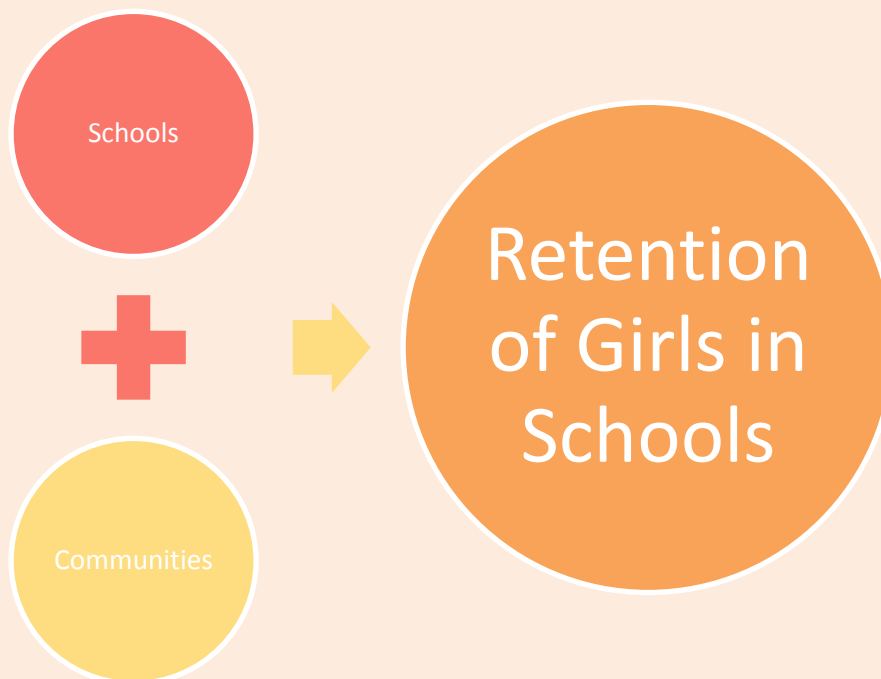 Schools
Communities
Retention
of Girls in
Schools